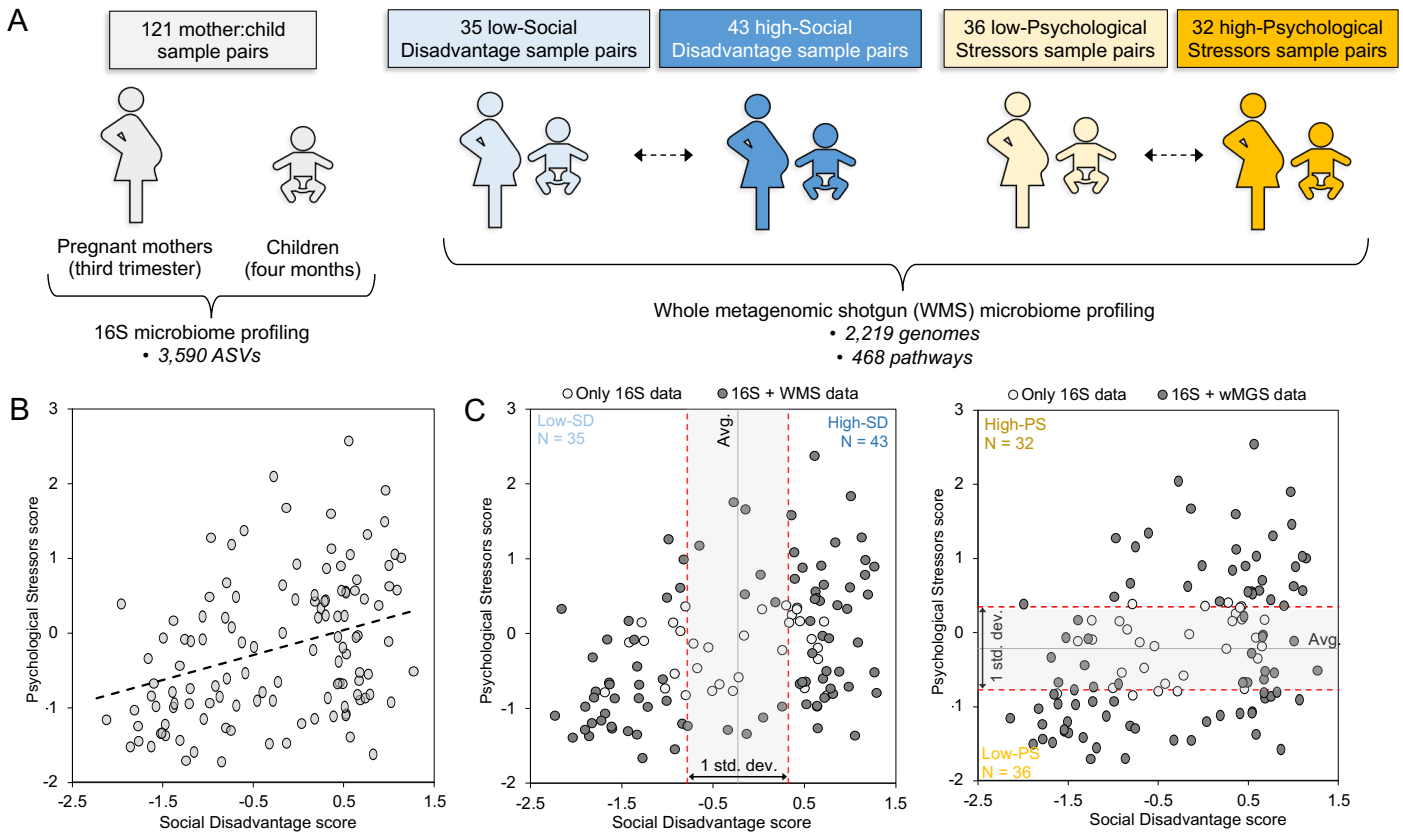 A
121 mother:child
sample pairs
35 low-Social
Disadvantage sample pairs
43 high-Social
Disadvantage sample pairs
36 low-Psychological
Stressors sample pairs
32 high-Psychological
Stressors sample pairs
Pregnant mothers
(third trimester)
Children
(four months)
16S microbiome profiling
• 3,590 ASVs
Whole metagenomic shotgun (WMS) microbiome profiling
• 2,219 genomes
• 468 pathways
B
3
2
1
0
-1
-2
Psychological Stressors score
-2.5
-1.5
-0.5
0.5
1.5
Social Disadvantage score
C
Only 16S data
16S + WMS data
3
2
1
0
-1
-2
Psychological Stressors score
Low-SD
N = 35
Avg.
High-SD
N = 43
1 std. dev.
-2.5
-1.5
-0.5
0.5
1.5
Social Disadvantage score
Only 16S data
16S + wMGS data
3
2
1
0
-1
-2
Psychological Stressors score
High-PS
N = 32
1 std. dev.
Avg.
Low-PS
N = 36
-2.5
-1.5
-0.5
0.5
1.5
Social Disadvantage score